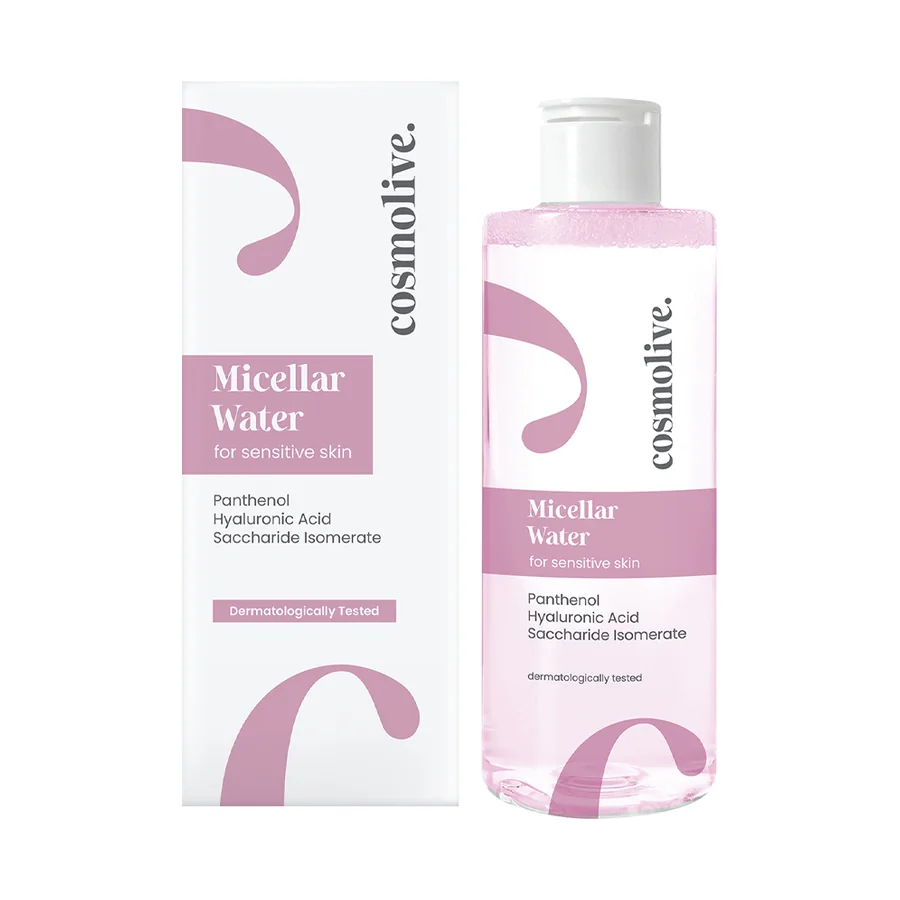 cosmolive.
Micellar
Water
for sensitive skin
Panthenol
Hyaluronic Acid
Saccharide Isomerate
Dermatologically Tested
cosmolive.
Micellar
Water
for sensitive skin
Panthenol
Hyaluronic Acid
Saccharide Isomerate
dermatologically tested